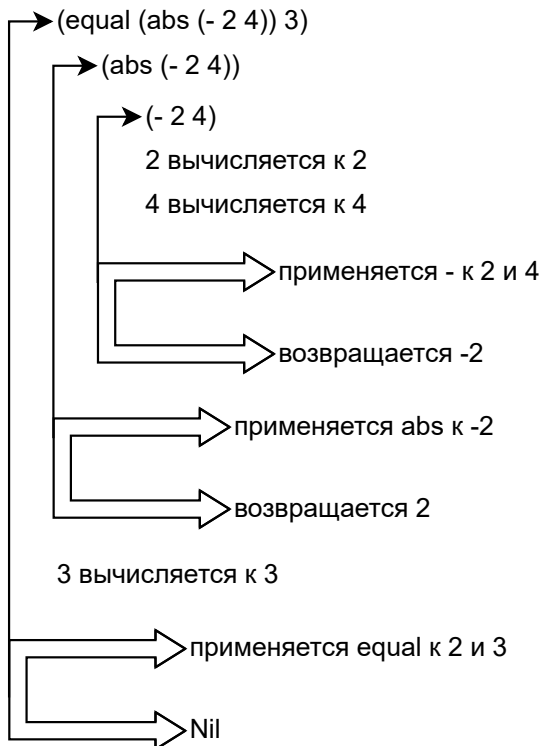 (equal (abs (- 2 4)) 3)
(abs (- 2 4))
(- 2 4)
2 вычисляется к 2
4 вычисляется к 4
применяется - к 2 и 4
возвращается -2
применяется abs к -2
возвращается 2
3 вычисляется к 3
применяется equal к 2 и 3
Nil